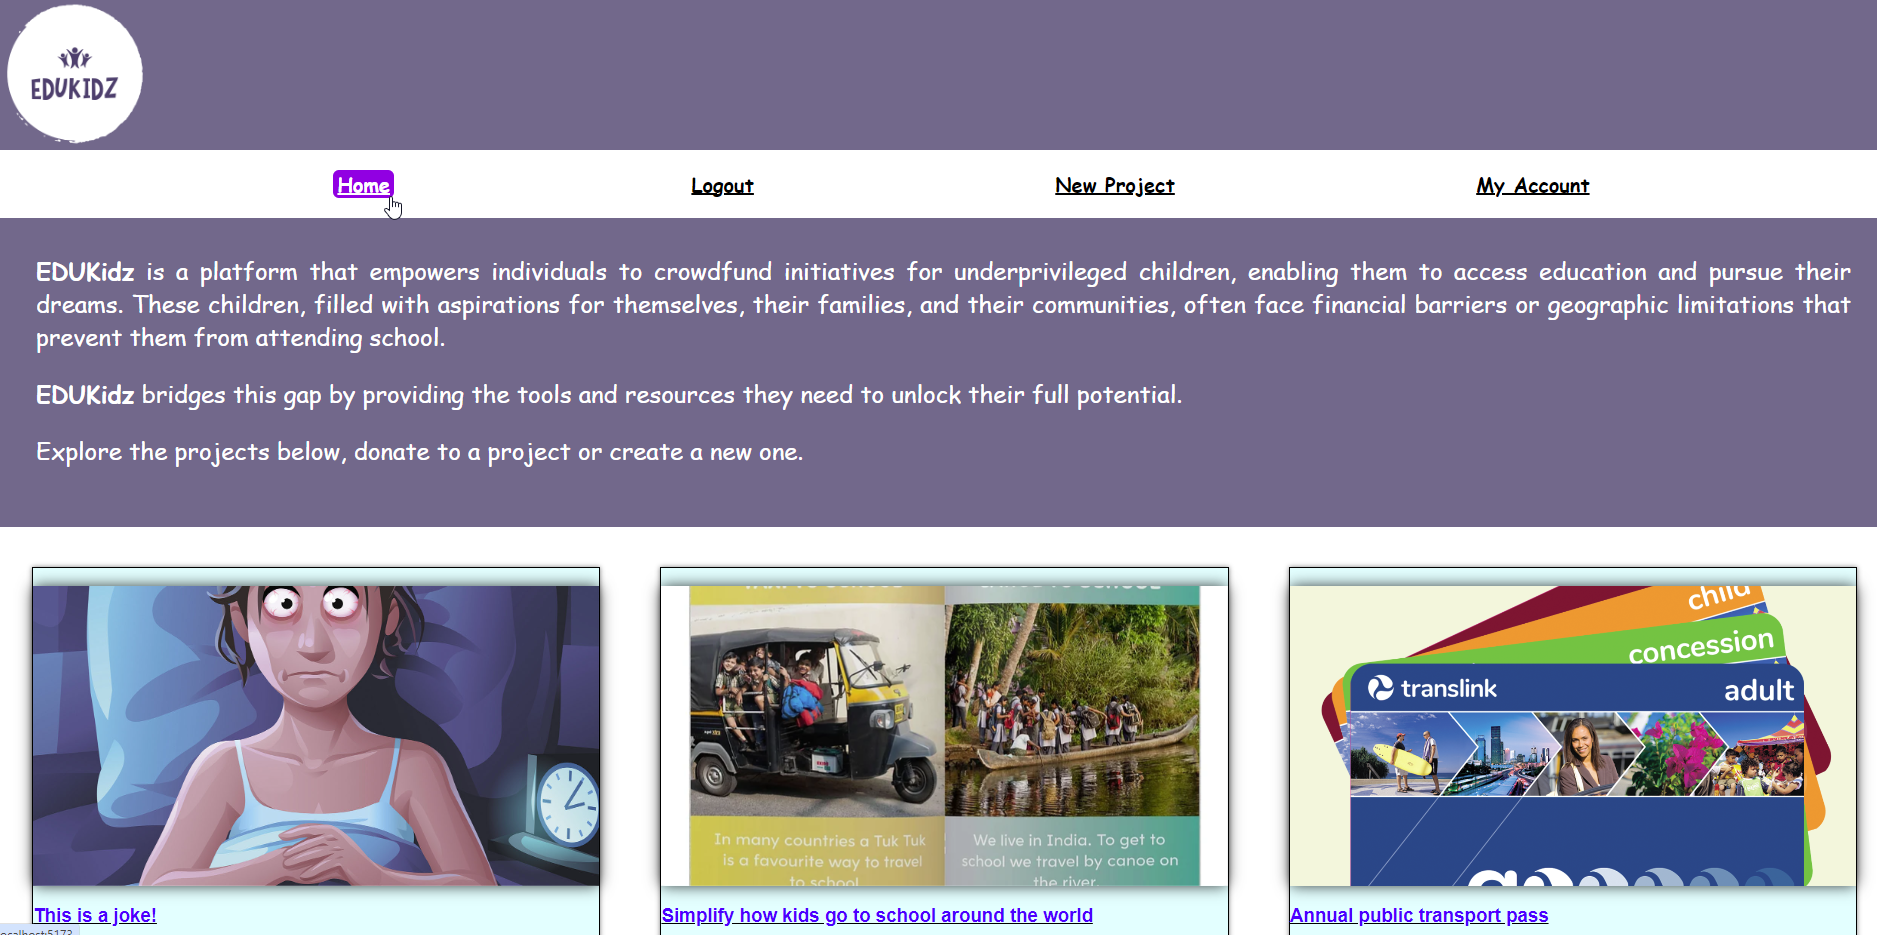 EDUKIDZ
Home
Logout
New Project
My Account
EDUKidz is a platform that empowers individuals to crowdfund initiatives for underprivileged children, enabling them to access education and pursue their
dreams. These children, filled with aspirations for themselves, their families, and their communities, often face financial barriers or geographic limitations that
prevent them from attending school.
EDUKidz bridges this gap by providing the tools and resources they need to unlock their full potential.
Explore the projects below, donate to a project or create a new one.
In many countries a Tuk Tuk
is a favourite way to travel
to school
We live in India. To get to
school we travel by canoe on
the river.
child
concession
translink
adult
This is a joke!
Simplify how kids go to school around the world
Annual public transport pass